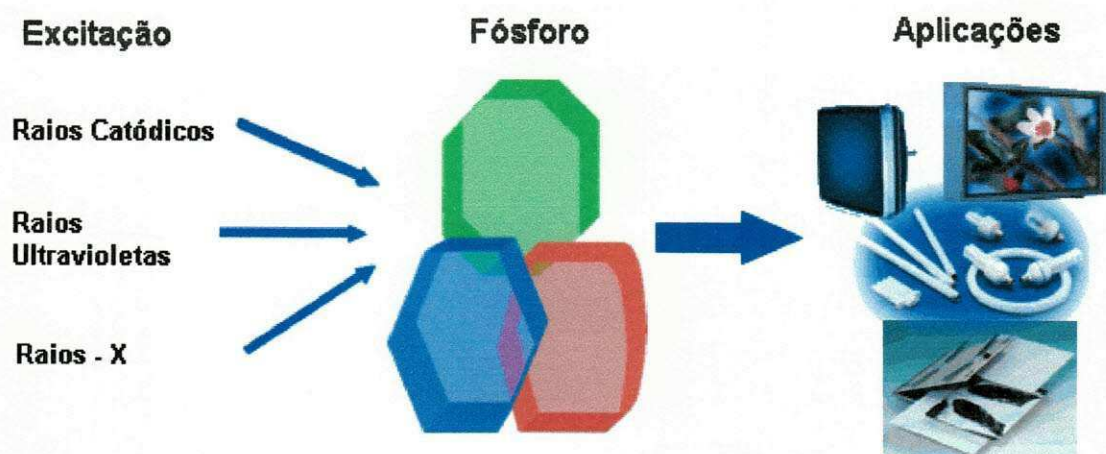 Excitação
Fósforo
Aplicações
Raios Catódicos
Raios
Ultravioletas
Raios - X